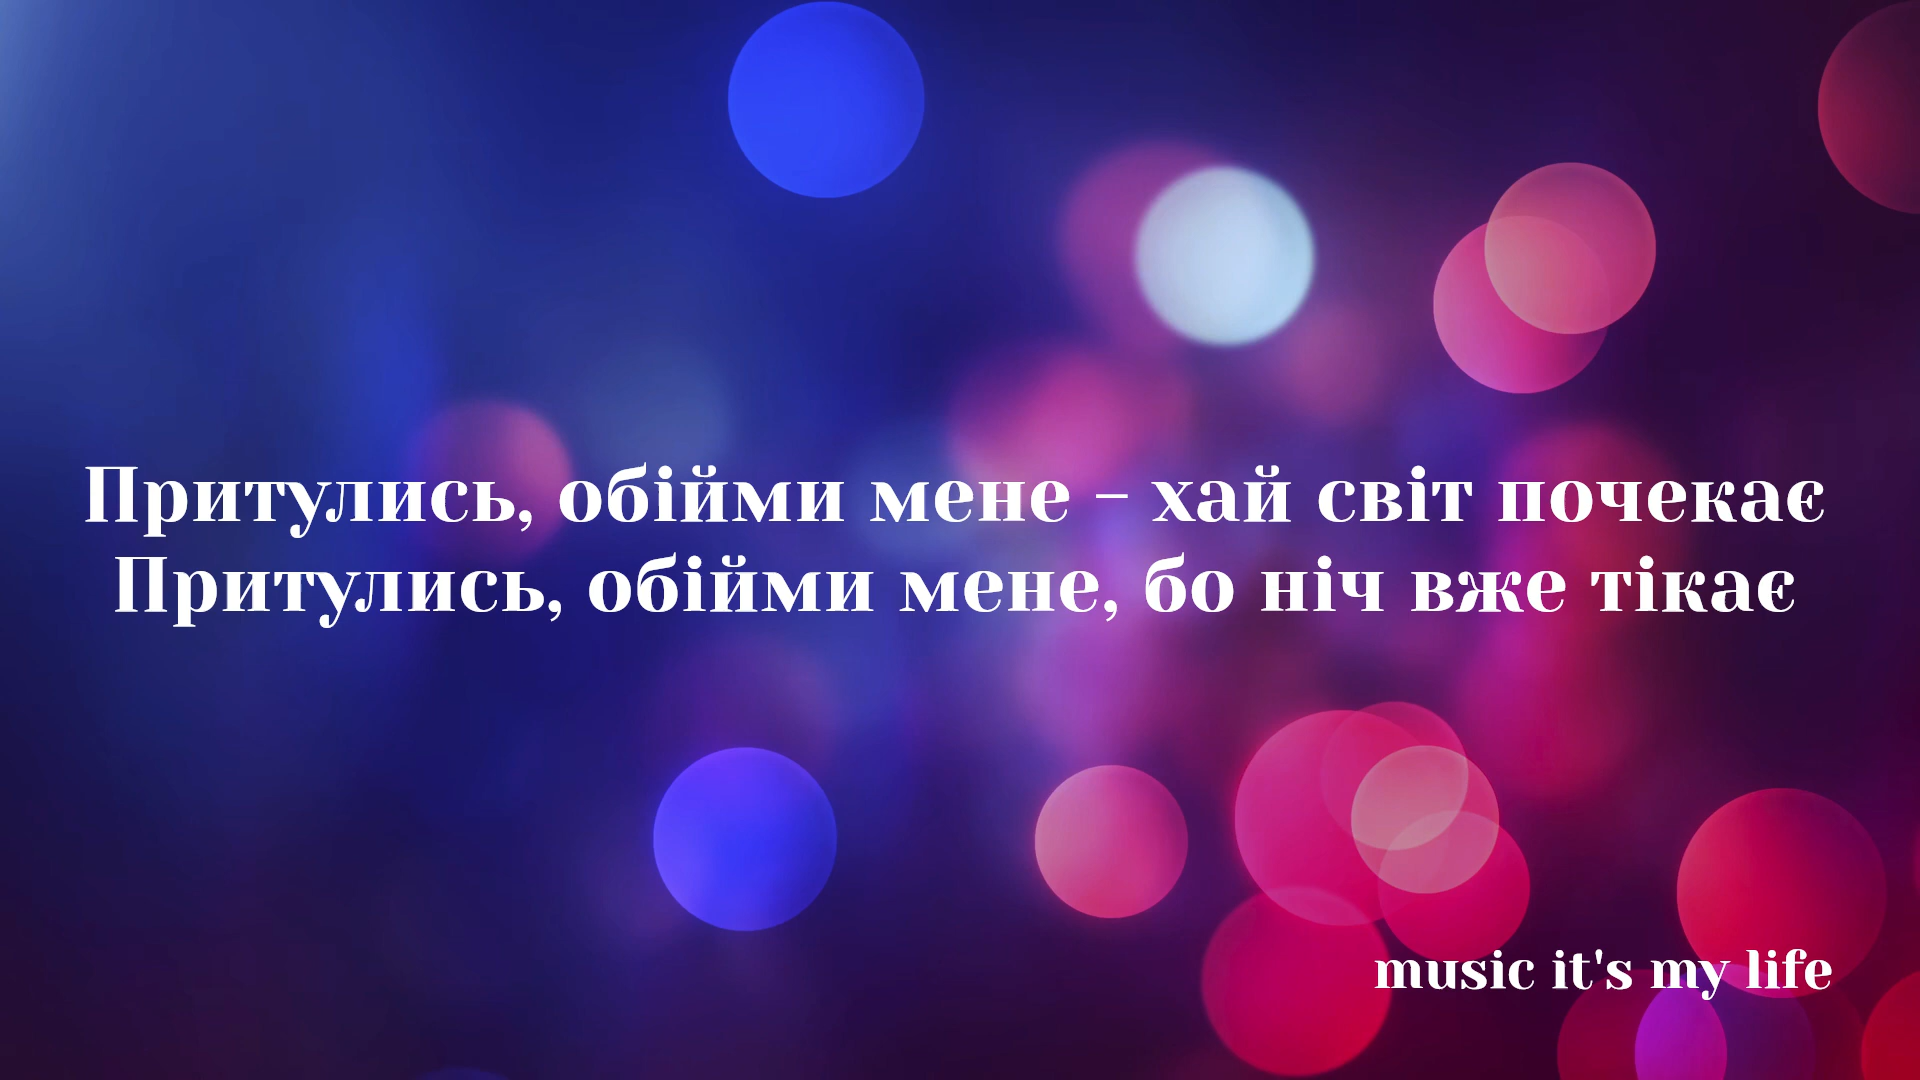 Притулись, обійми мене – хай світ почекає
Притулись, обійми мене, бо ніч вже тікає
music it's my life